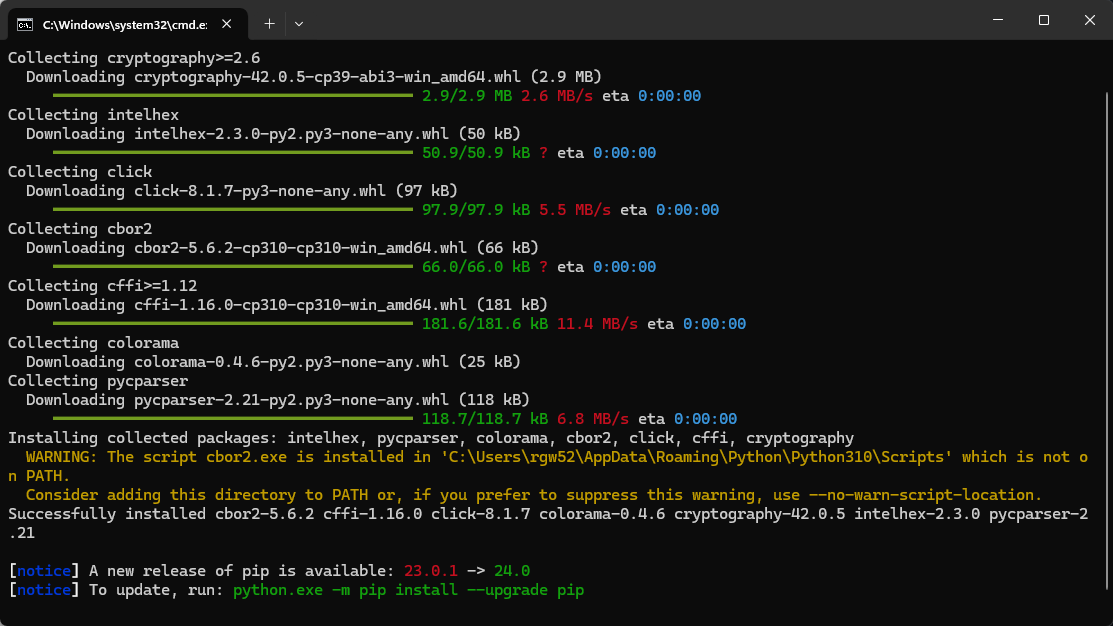 C:\Windows\system32\cmd.e
Collecting cryptography>=2.6
  Downloading cryptography-42.0.5-cp39-abi3-win_amd64.whl (2.9 MB)
     2.9/2.9 MB 2.6 MB/s eta 0:00:00
Collecting intelhex
  Downloading intelhex-2.3.0-py2.py3-none-any.whl (50 kB)
     50.9/50.9 kB ? eta 0:00:00
Collecting click
  Downloading click-8.1.7-py3-none-any.whl (97 kB)
     97.9/97.9 kB 5.5 MB/s eta 0:00:00
Collecting cbor2
  Downloading cbor2-5.6.2-cp310-cp310-win_amd64.whl (66 kB)
     66.0/66.0 kB ? eta 0:00:00
Collecting cffi>=1.12
  Downloading cffi-1.16.0-cp310-cp310-win_amd64.whl (181 kB)
     181.6/181.6 kB 11.4 MB/s eta 0:00:00
Collecting colorama
  Downloading colorama-0.4.6-py2.py3-none-any.whl (25 kB)
Collecting pycparser
  Downloading pycparser-2.21-py2.py3-none-any.whl (118 kB)
     118.7/118.7 kB 6.8 MB/s eta 0:00:00
Installing collected packages: intelhex, pycparser, colorama, cbor2, click, cffi, cryptography
  WARNING: The script cbor2.exe is installed in 'C:\Users\rgw52\AppData\Roaming\Python\Python310\Scripts' which is not o
n PATH.
  Consider adding this directory to PATH or, if you prefer to suppress this warning, use --no-warn-script-location.
Successfully installed cbor2-5.6.2 cffi-1.16.0 click-8.1.7 colorama-0.4.6 cryptography-42.0.5 intelhex-2.3.0 pycparser-2
.21
[notice] A new release of pip is available: 23.0.1 -> 24.0
[notice] To update, run: python.exe -m pip install --upgrade pip